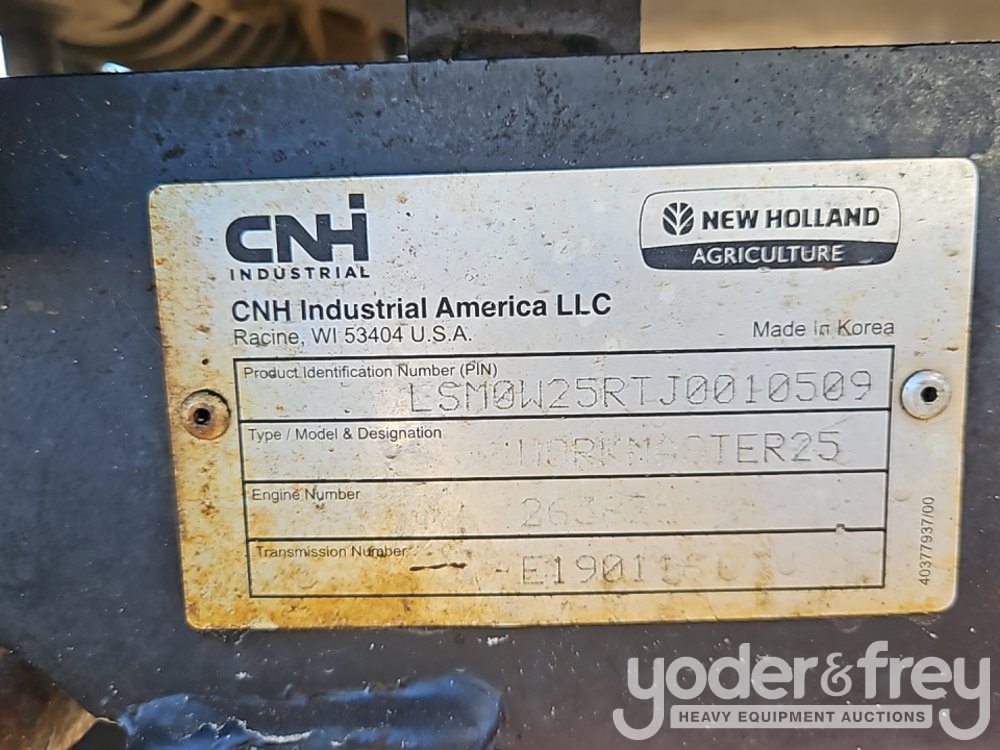 CNH
INDUSTRIAL
NEW HOLLAND
AGRICULTURE
CNH Industrial America LLC
Racine, WI 53404 U.S.A.
Made In Korea
Product Identification Number (PIN)
LSM0W25RTJ0010509
Type / Model & Designation
WORKMASTER25
Engine Number
Transmission Number
40377937/00
yoder&frey
HEAVY EQUIPMENT AUCTIONS